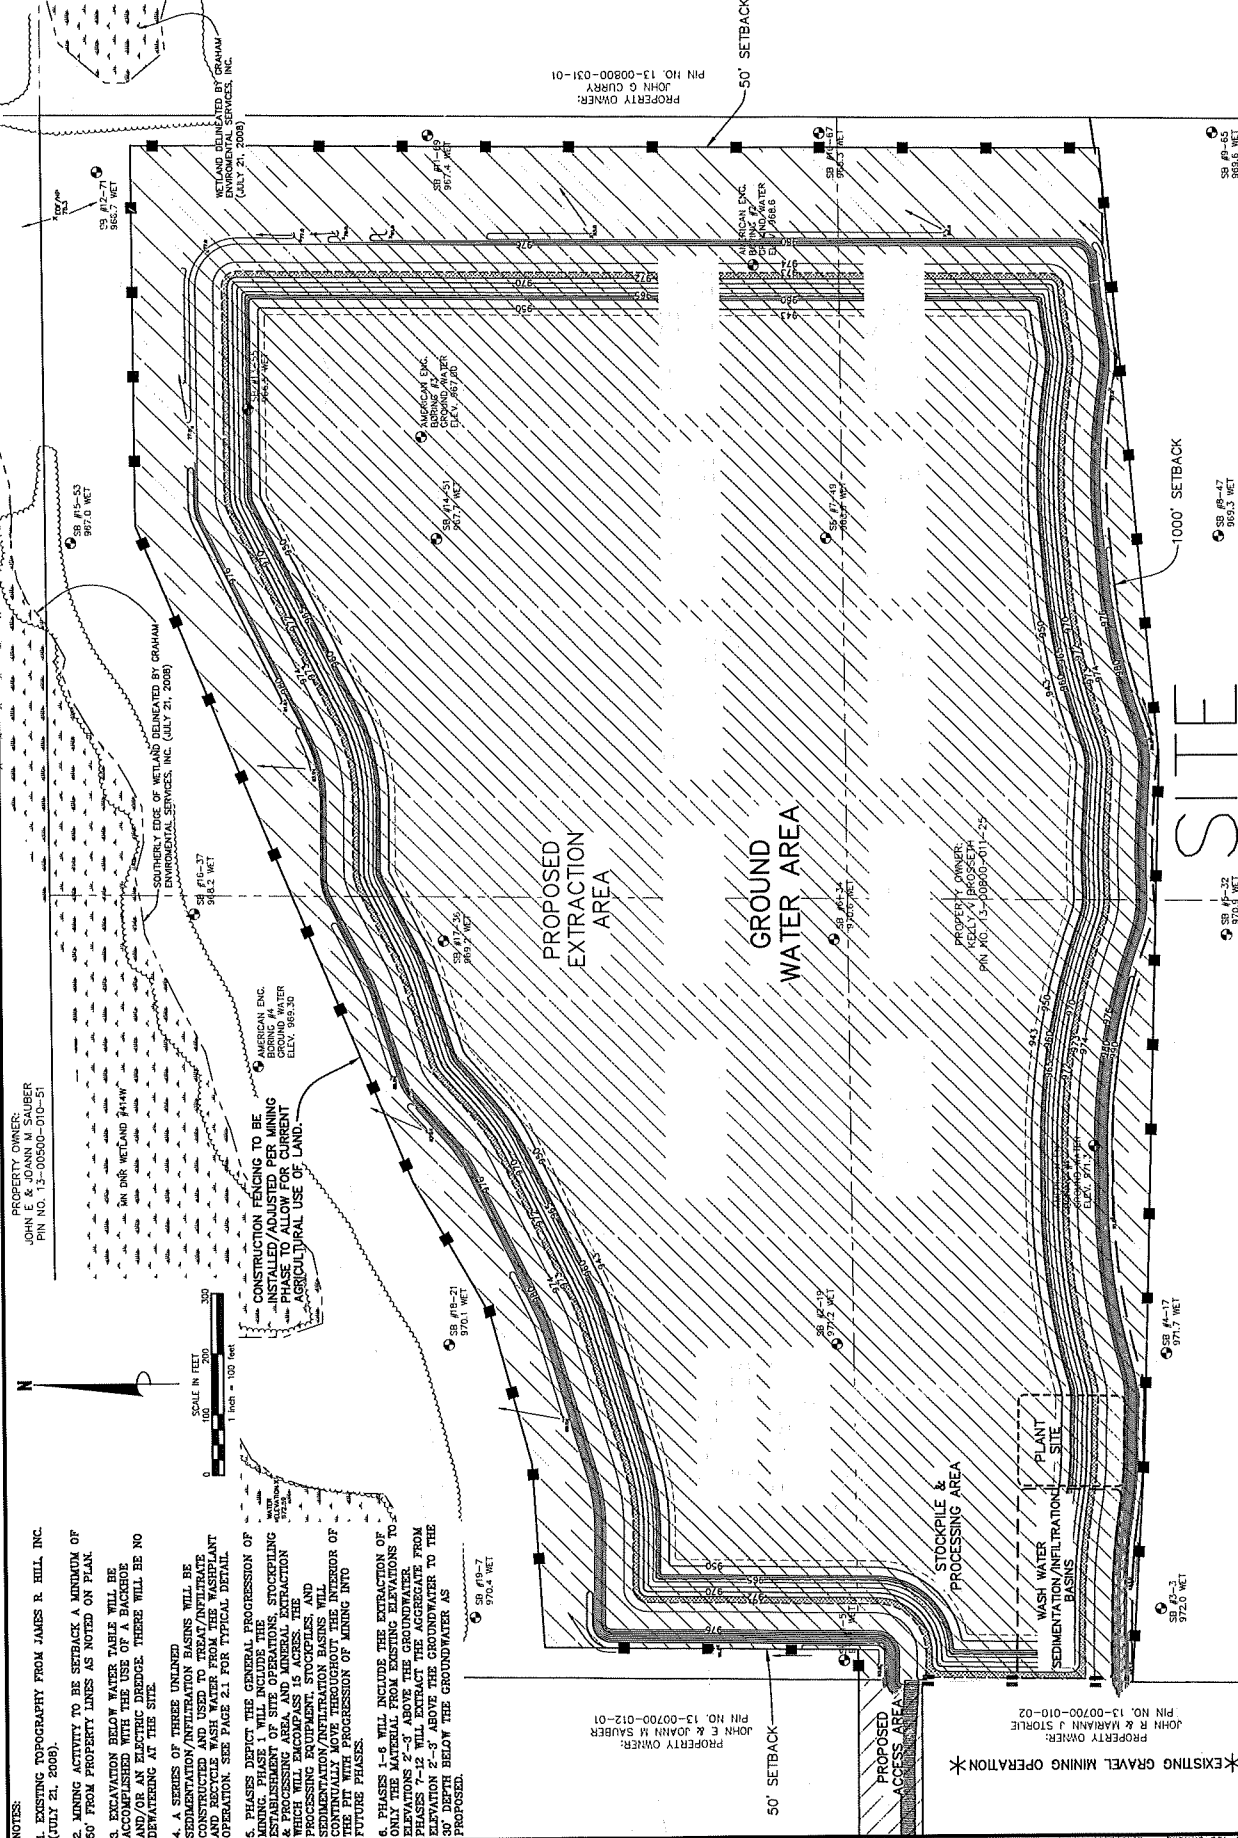 NOTES:
1. EXISTING TOPOGRAPHY FROM JAMES R. HILL, INC.
(JULY 21, 2008).
2. MINING ACTIVITY TO BE SETBACK A MINIMUM OF
50' FROM PROPERTY LINES AS NOTED ON PLAN.
3. EXCAVATION BELOW WATER TABLE WILL BE
ACCOMPLISHED WITH THE USE OF A BACKHOE
AND/OR AN ELECTRIC DREDGE. THERE WILL BE NO
DEWATERING AT THE SITE.
4. A SERIES OF THREE UNLINED
SEDIMENTATION/INFILTRATION BASINS WILL BE
CONSTRUCTED AND USED TO TREAT/INFILTRATE
AND RECYCLE WASH WATER FROM THE WASHPLANT
OPERATION. SEE PAGE 2.1 FOR TYPICAL DETAIL.
5. PHASES DEPICT THE GENERAL PROGRESSION OF
MINING. PHASE 1 WILL INCLUDE THE
ESTABLISHMENT OF SITE OPERATIONS, STOCKPILING
& PROCESSING AREA, AND MINERAL EXTRACTION
WHICH WILL ENCOMPASS 15 ACRES. THE
PROCESSING EQUIPMENT, STOCKPILES, AND
SEDIMENTATION/INFILTRATION BASINS WILL
CONTINUALLY MOVE THROUGHOUT THE INTERIOR OF
THE PIT WITH PROGRESSION OF MINING INTO
FUTURE PHASES.
6. PHASES 1-6 WILL INCLUDE THE EXTRACTION OF
ONLY THE MATERIAL FROM EXISTING ELEVATIONS TO
ELEVATIONS 2'-3' ABOVE THE GROUNDWATER.
PHASES 7-12 WILL EXTRACT THE AGGREGATE FROM
ELEVATION 2'-3' ABOVE THE GROUNDWATER TO THE
30' DEPTH BELOW THE GROUNDWATER AS
PROPOSED.
N
SCALE IN FEET
0 100 200 300
1 inch = 100 feet
PROPERTY OWNER:
JOHN E & JOANN M SAUBER
PIN NO. 13-00500-010-51
MN DNR WETLAND #414W
CONSTRUCTION FENCING TO BE
INSTALLED/ADJUSTED PER MINING
PHASE TO ALLOW FOR CURRENT
AGRICULTURAL USE OF LAND.
AMERICAN ENG.
BORING #4
GROUND WATER
ELEV. 969.30
SOUTHERLY EDGE OF WETLAND DELINEATED BY GRAHAM
ENVIROMENTAL SERVICES, INC. (JULY 21, 2008)
WETLAND DELINEATED BY GRAHAM
ENVIROMENTAL SERVICES, INC.
(JULY 21, 2008)
SB #19-7
970.4 WET
SB #18-21
970.1 WET
SB #16-37
968.2 WET
SB #17-36
969.2 WET
SB #15-53
967.0 WET
SB #14-51
967.7 WET
SB #12-71
SB #11-69
967.4 WET
AMERICAN ENG.
BORING #3
GROUND WATER
ELEV. 967.00
AMERICAN ENG.
BORING #2
GROUND WATER
ELEV. 968.6
PROPOSED
EXTRACTION
AREA
GROUND
WATER AREA
SB #2-19
971.2 WET
SB #6-34
970.6 WET
PROPERTY OWNER:
PIN NO. 13-00800-011-25
STOCKPILE &
PROCESSING AREA
WASH WATER
SEDIMENTATION/INFILTRATION
BASINS
PLANT
SITE
PROPOSED
ACCESS AREA
50' SETBACK
PROPERTY OWNER:
JOHN E & JOANN M SAUBER
PIN NO. 13-00700-012-01
PROPERTY OWNER:
JOHN R & MARIANN J STORLIE
PIN NO. 13-00700-010-02
*EXISTING GRAVEL MINING OPERATION*
PROPERTY OWNER:
JOHN G CURRY
PIN NO. 13-00800-031-01
50' SETBACK
1000' SETBACK
SB #3-3
972.0 WET
SB #4-17
971.7 WET
SB #5-32
970.9 WET
SB #8-47
969.3 WET
SB #9-65
969.6 WET
SITE